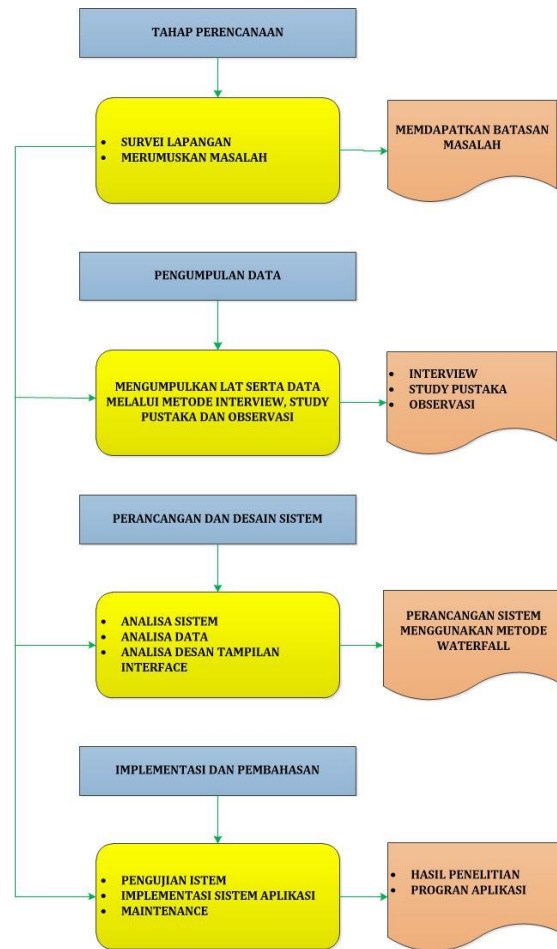 TAHAP PERENCANAAN
• SURVEI LAPANGAN
• MERUMUSKAN MASALAH
MEMDAPATKAN BATASAN
MASALAH
PENGUMPULAN DATA
MENGUMPULKAN LAT SERTA DATA
MELALUI METODE INTERVIEW, STUDY
PUSTAKA DAN OBSERVASI
• INTERVIEW
• STUDY PUSTAKA
• OBSERVASI
PERANCANGAN DAN DESAIN SISTEM
• ANALISA SISTEM
• ANALISA DATA
• ANALISA DESAN TAMPILAN
INTERFACE
PERANCANGAN SISTEM
MENGGUNAKAN METODE
WATERFALL
IMPLEMENTASI DAN PEMBAHASAN
• PENGUJIAN ISTEM
• IMPLEMENTASI SISTEM APLIKASI
• MAINTENANCE
• HASIL PENELITIAN
• PROGRAN APLIKASI